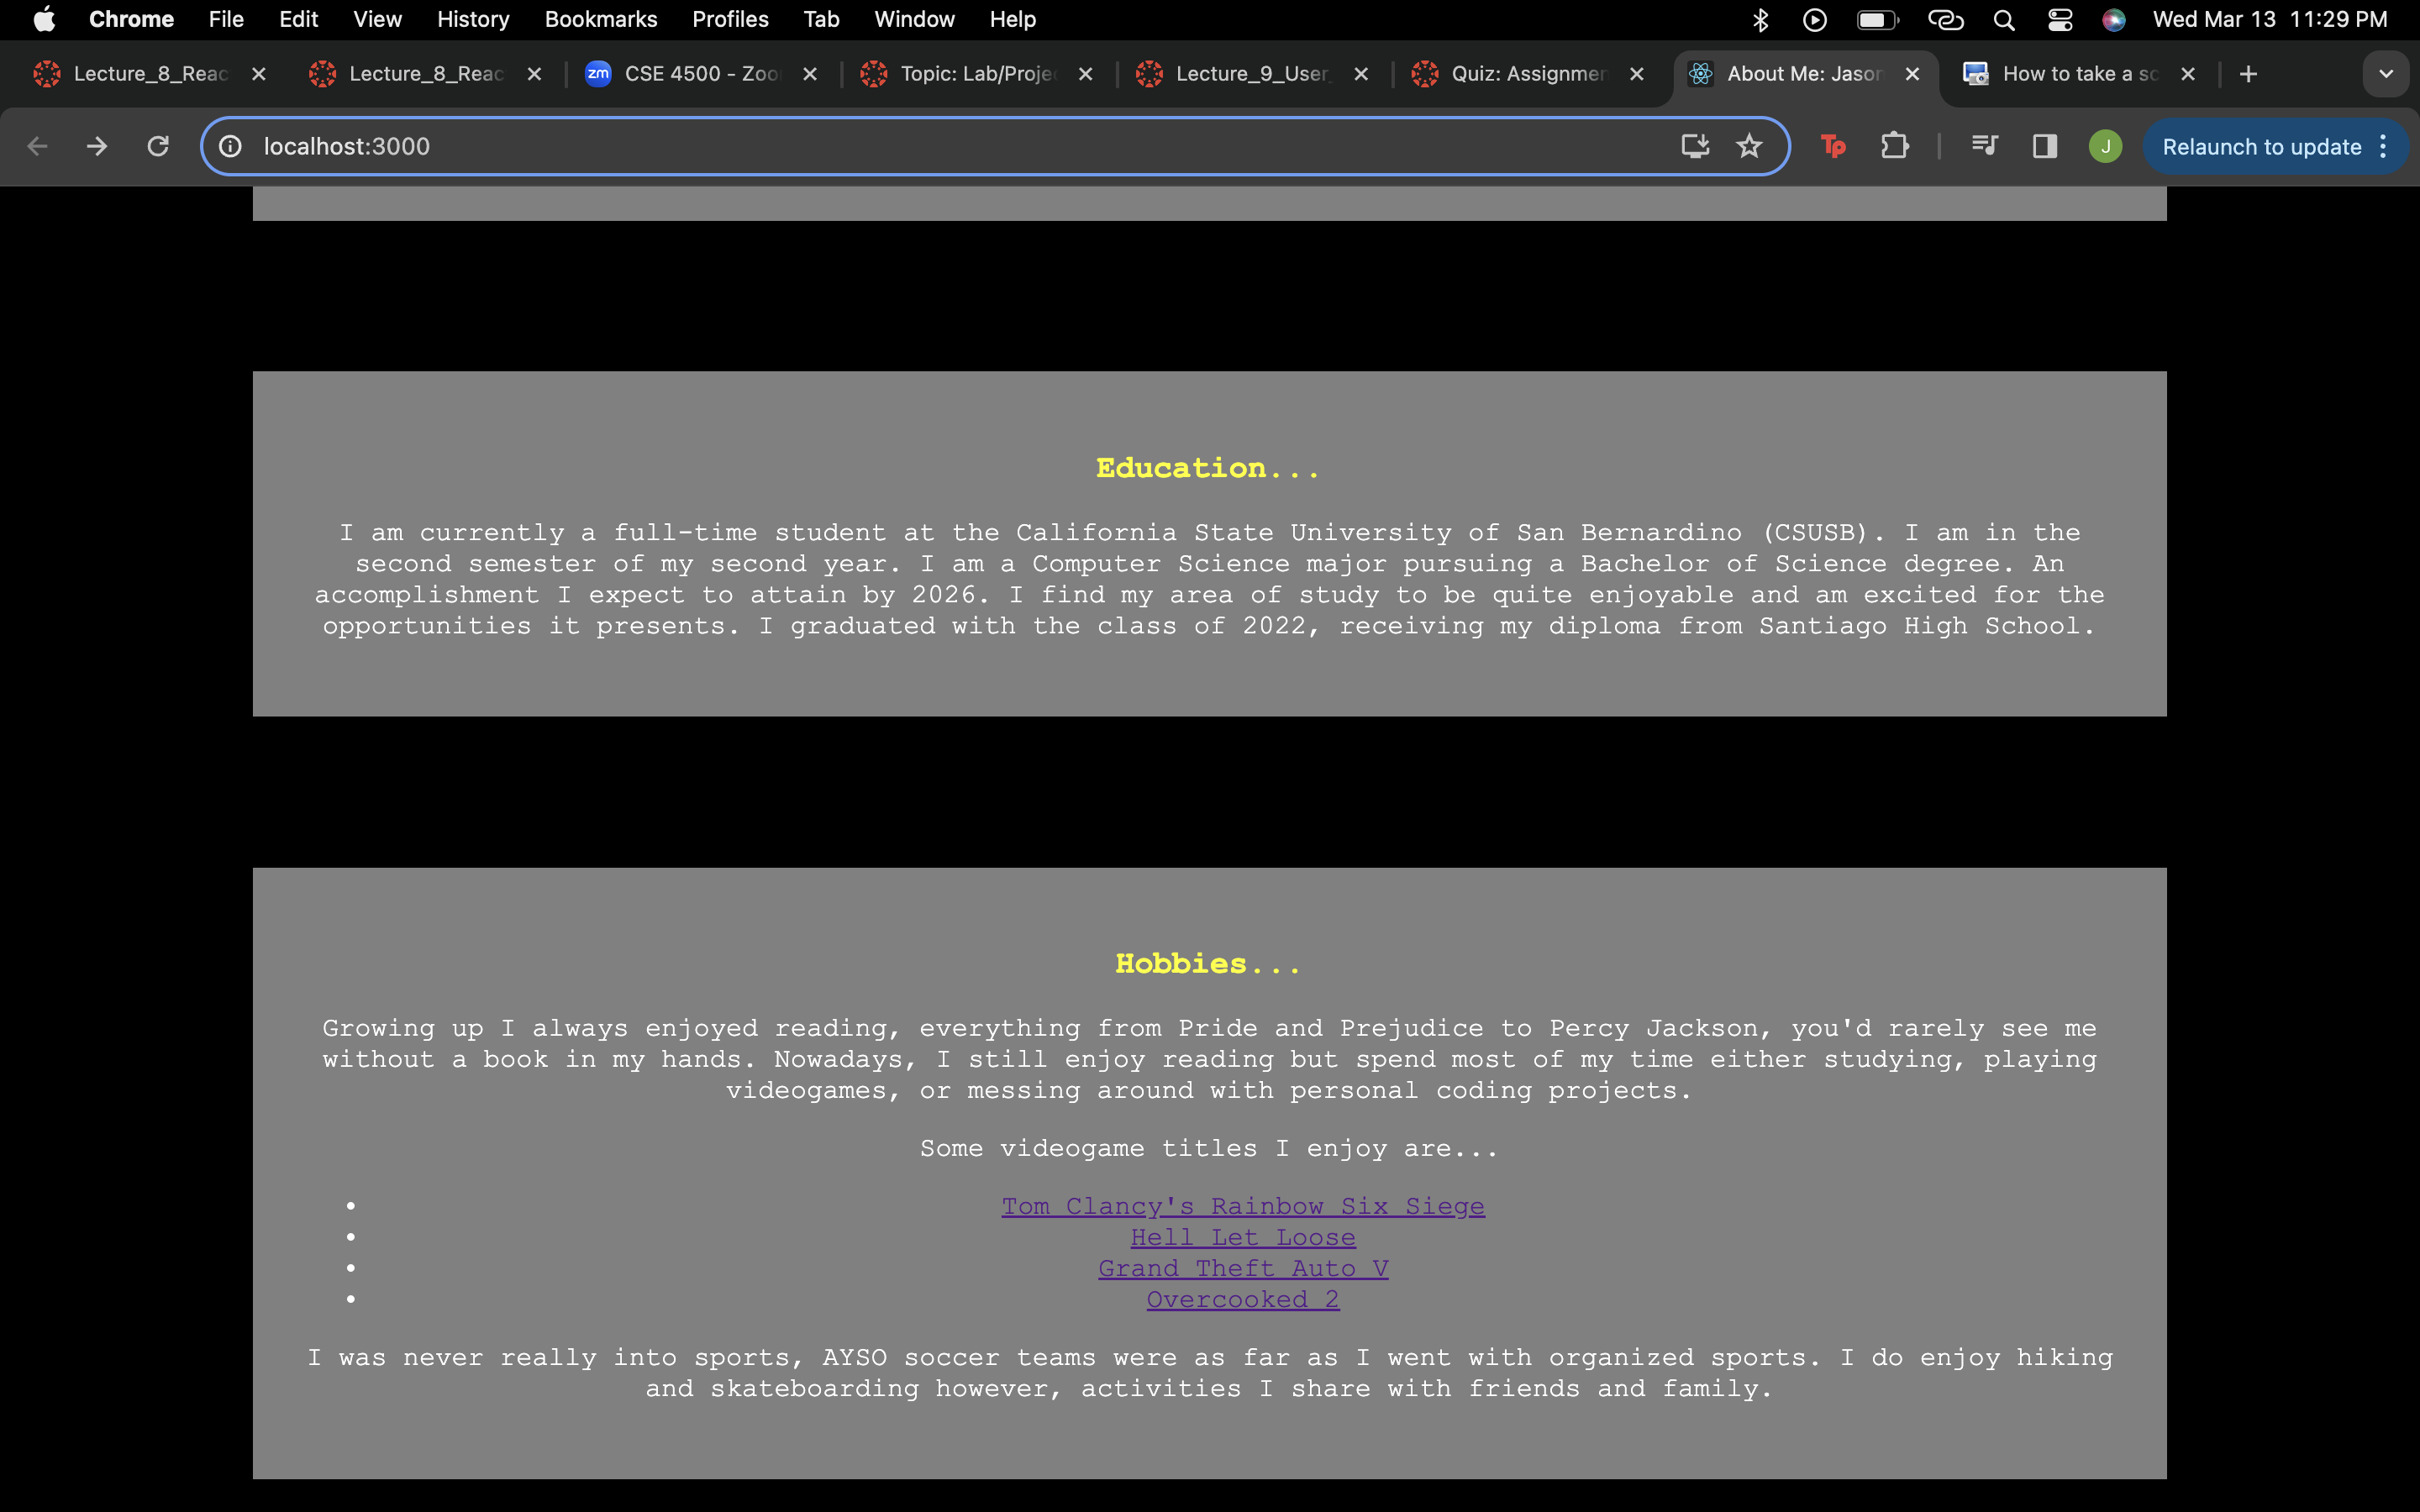 Chrome File Edit View History Bookmarks Profiles Tab Window Help Wed Mar 13 11:29 PM
Lecture_8_Reac Lecture_8_Reac zm CSE 4500 - Zoo Topic: Lab/Proje Lecture_9_User_ Quiz: Assignmen About Me: Jason How to take a sc
localhost:3000 Tp J Relaunch to update
Education...
I am currently a full-time student at the California State University of San Bernardino (CSUSB). I am in the
second semester of my second year. I am a Computer Science major pursuing a Bachelor of Science degree. An
accomplishment I expect to attain by 2026. I find my area of study to be quite enjoyable and am excited for the
opportunities it presents. I graduated with the class of 2022, receiving my diploma from Santiago High School.
Hobbies...
Growing up I always enjoyed reading, everything from Pride and Prejudice to Percy Jackson, you'd rarely see me
without a book in my hands. Nowadays, I still enjoy reading but spend most of my time either studying, playing
videogames, or messing around with personal coding projects.
Some videogame titles I enjoy are...
• Tom Clancy's Rainbow Six Siege
• Hell Let Loose
• Grand Theft Auto V
• Overcooked 2
I was never really into sports, AYSO soccer teams were as far as I went with organized sports. I do enjoy hiking
and skateboarding however, activities I share with friends and family.